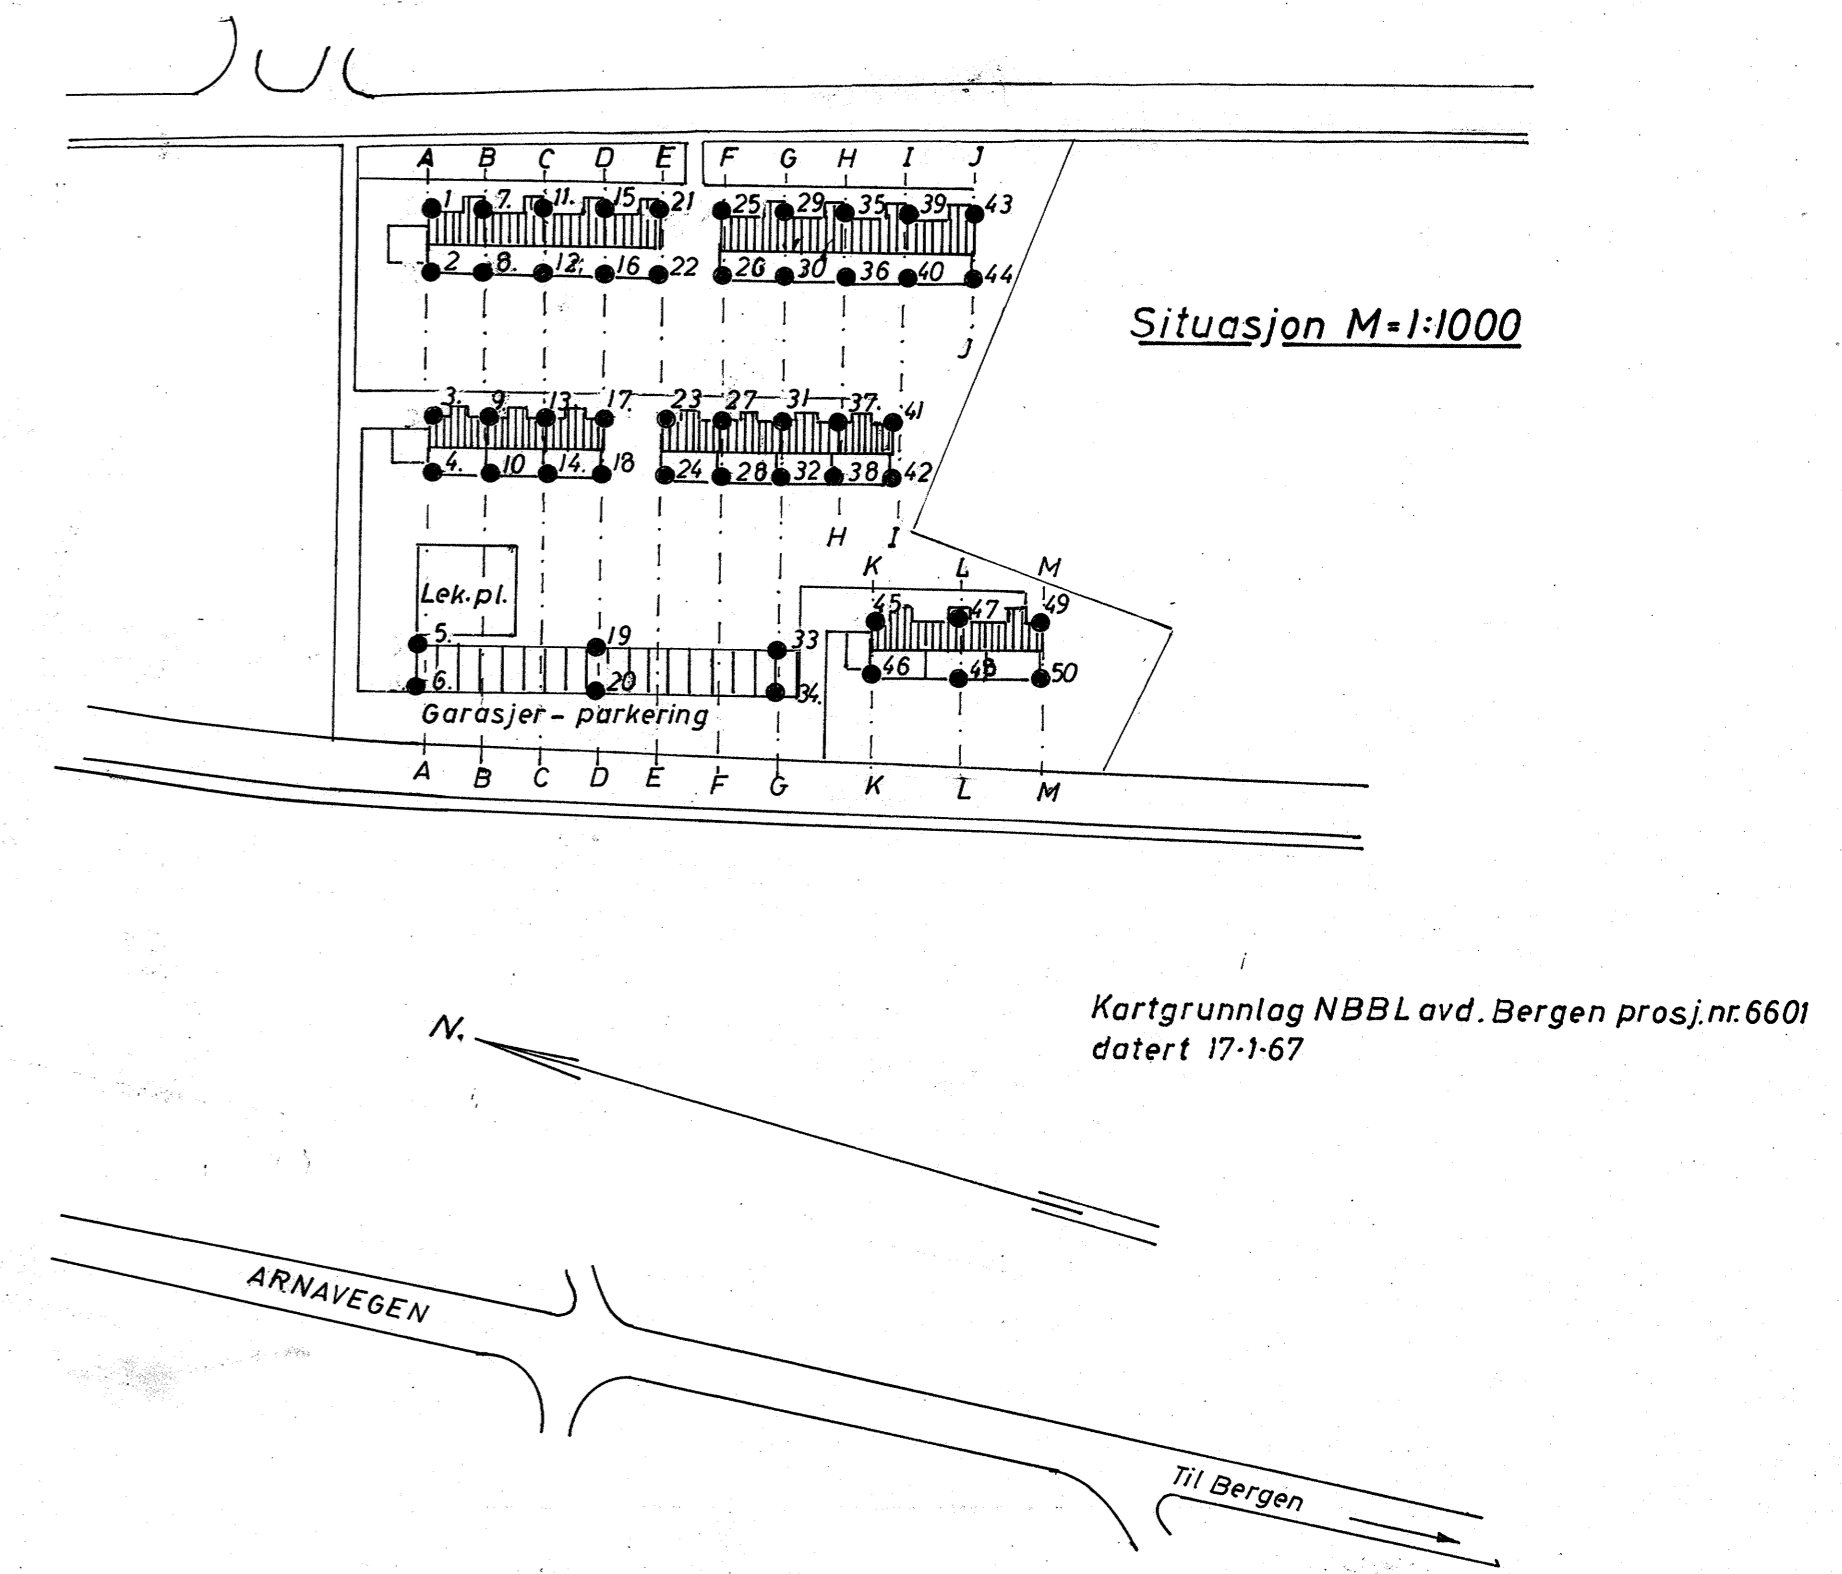 A B C D E F G H I J
1 7. 11. 15 21 25 29 35 39 43
2 8. 12. 16 22 26 30 36 40 44
Situasjon M=1:1000
J
3. 9 13 17. 23 27 31 37. 41
4. 10 14. 18 24 28 32 38 42
H I
K L M
Lek.pl.
45 47 49
5. 19 33
46 48 50
6. 20 34.
Garasjer - parkering
A B C D E F G K L M
Kartgrunnlag NBBL avd. Bergen prosj.nr. 6601
datert 17-1-67
N.
ARNAVEGEN
Til Bergen